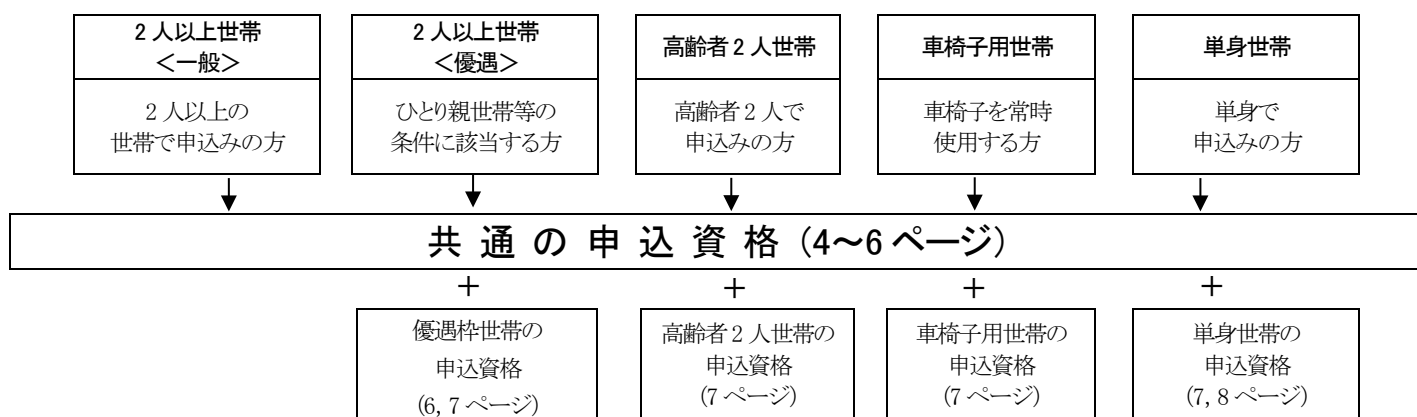 2人以上世帯
＜一般＞
2人以上の
世帯で申込みの方
2人以上世帯
＜優遇＞
ひとり親世帯等の
条件に該当する方
高齢者2人世帯
高齢者2人で
申込みの方
車椅子用世帯
車椅子を常時
使用する方
単身世帯
単身で
申込みの方
共通の申込資格（4～6ページ）
＋
＋
＋
＋
優遇枠世帯の
申込資格
(6,7ページ)
高齢者2人世帯の
申込資格
(7ページ)
車椅子用世帯の
申込資格
(7ページ)
単身世帯の
申込資格
(7,8ページ)